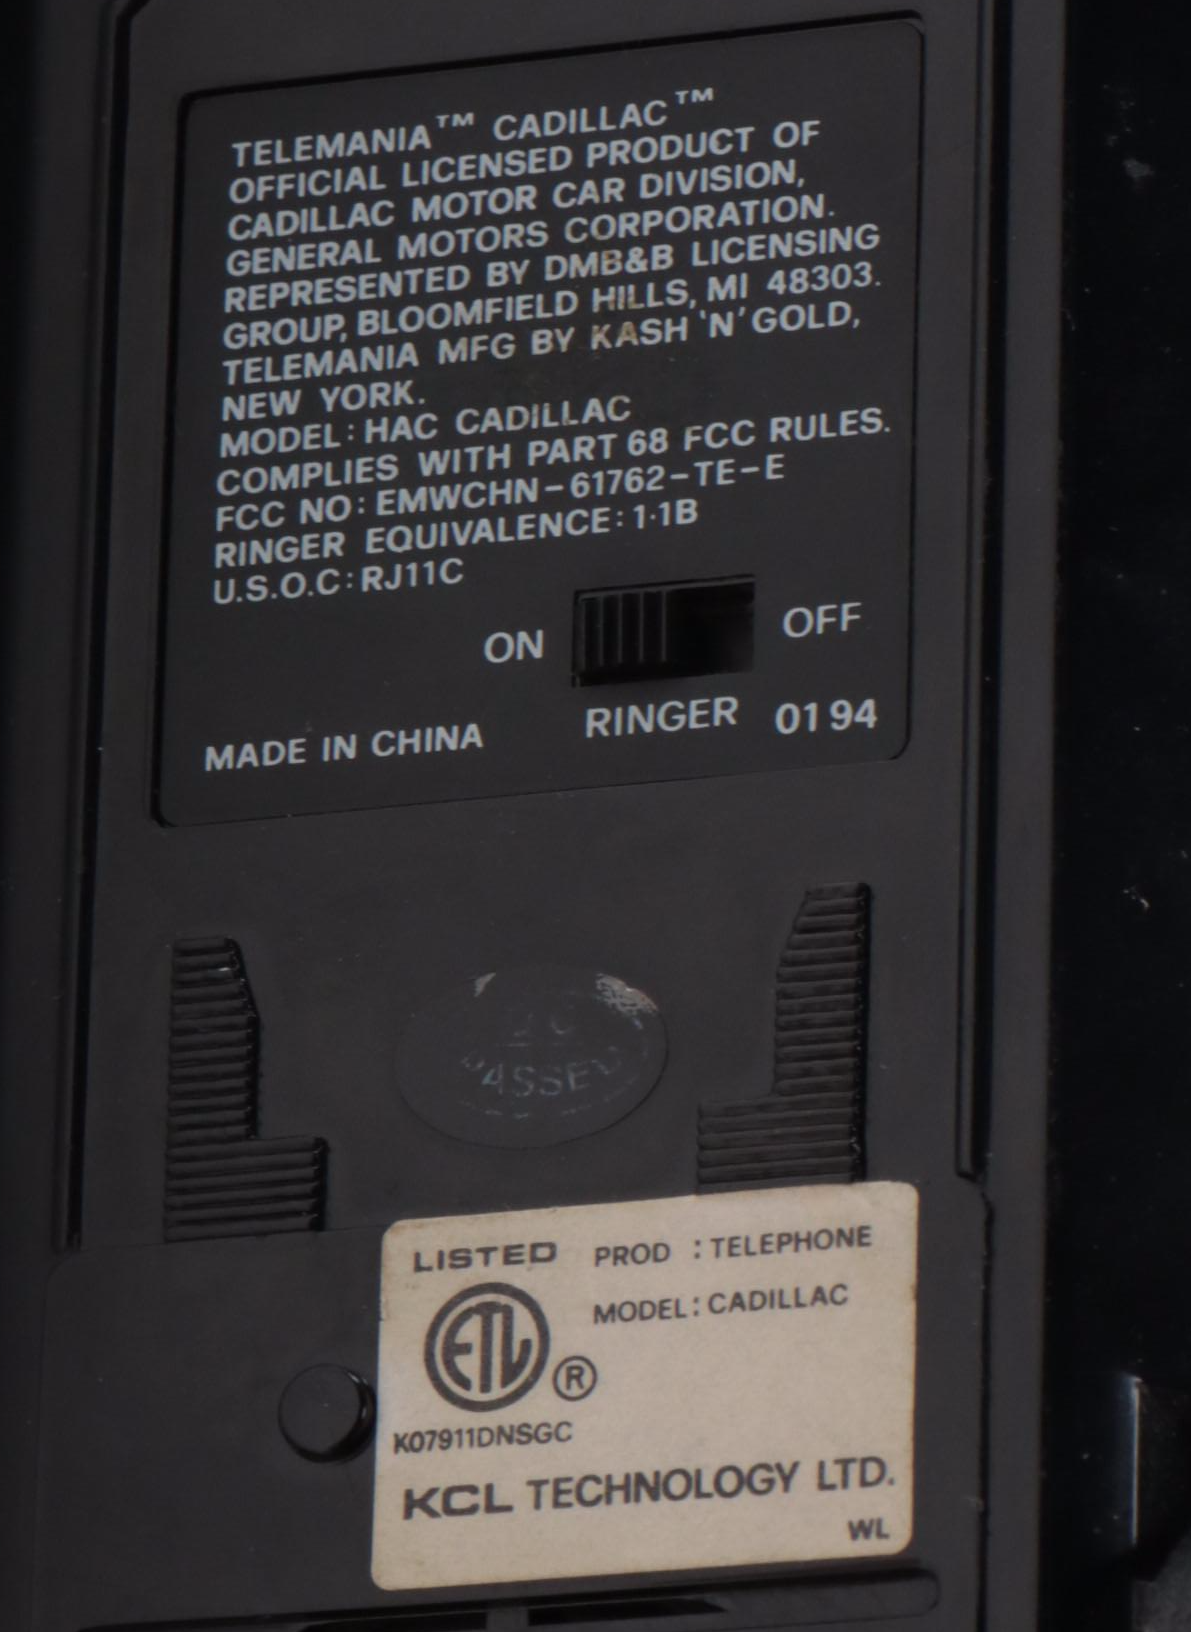 TELEMANIA™ CADILLAC™
OFFICIAL LICENSED PRODUCT OF
CADILLAC MOTOR CAR DIVISION,
GENERAL MOTORS CORPORATION.
REPRESENTED BY DMB&B LICENSING
GROUP, BLOOMFIELD HILLS, MI 48303.
TELEMANIA MFG BY KASH 'N' GOLD,
NEW YORK.
MODEL: HAC CADILLAC
COMPLIES WITH PART 68 FCC RULES.
FCC NO: EMWCHN-61762-TE-E
RINGER EQUIVALENCE: 1·1B
U.S.O.C: RJ11C
ON OFF
MADE IN CHINA RINGER 0194
LISTED PROD : TELEPHONE
MODEL: CADILLAC
ETL ®
K07911DNSGC
KCL TECHNOLOGY LTD.
WL